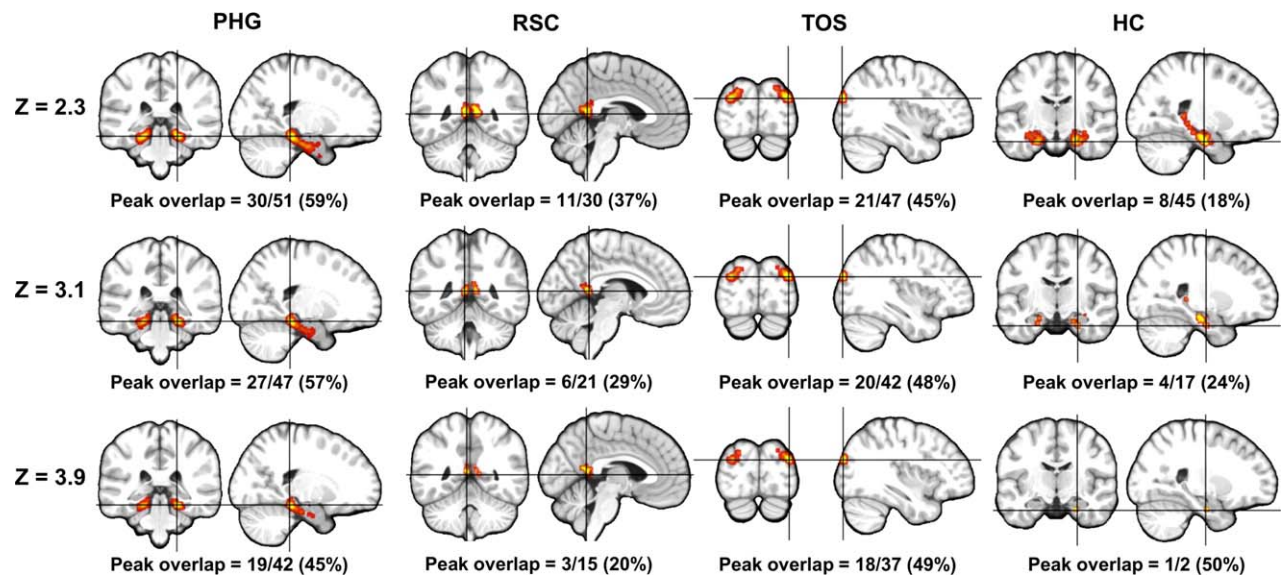 PHG RSC TOS HC
Z = 2.3
Peak overlap = 30/51 (59%) Peak overlap = 11/30 (37%) Peak overlap = 21/47 (45%) Peak overlap = 8/45 (18%)
Z = 3.1
Peak overlap = 27/47 (57%) Peak overlap = 6/21 (29%) Peak overlap = 20/42 (48%) Peak overlap = 4/17 (24%)
Z = 3.9
Peak overlap = 19/42 (45%) Peak overlap = 3/15 (20%) Peak overlap = 18/37 (49%) Peak overlap = 1/2 (50%)